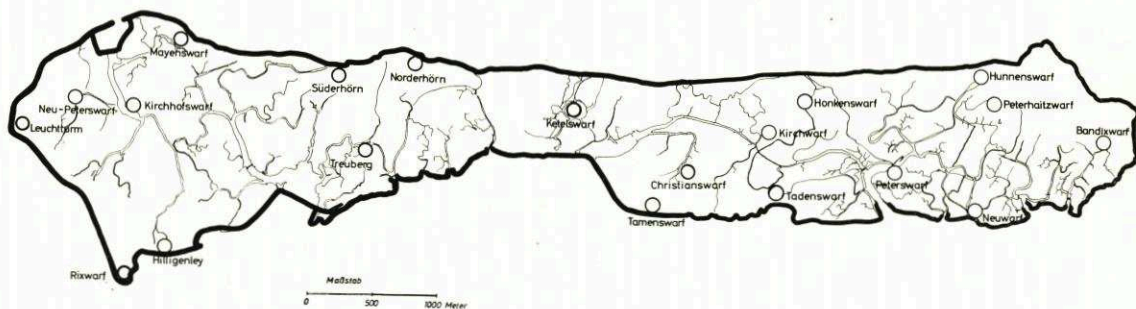 Mayenswarf
Norderhörn
Süderhörn
Hunnenswarf
Neu-Peterswarf
Kirchhofswarf
Ketelswarf
Honkenswarf
Peterhaitzwarf
Leuchtturm
Kirchwarf
Bandixwarf
Treuberg
Christianswarf
Peterswarf
Tadenswarf
Tamenswarf
Neuwarf
Hilligenley
Rixwarf
Maßstab
0 500 1000 Meter